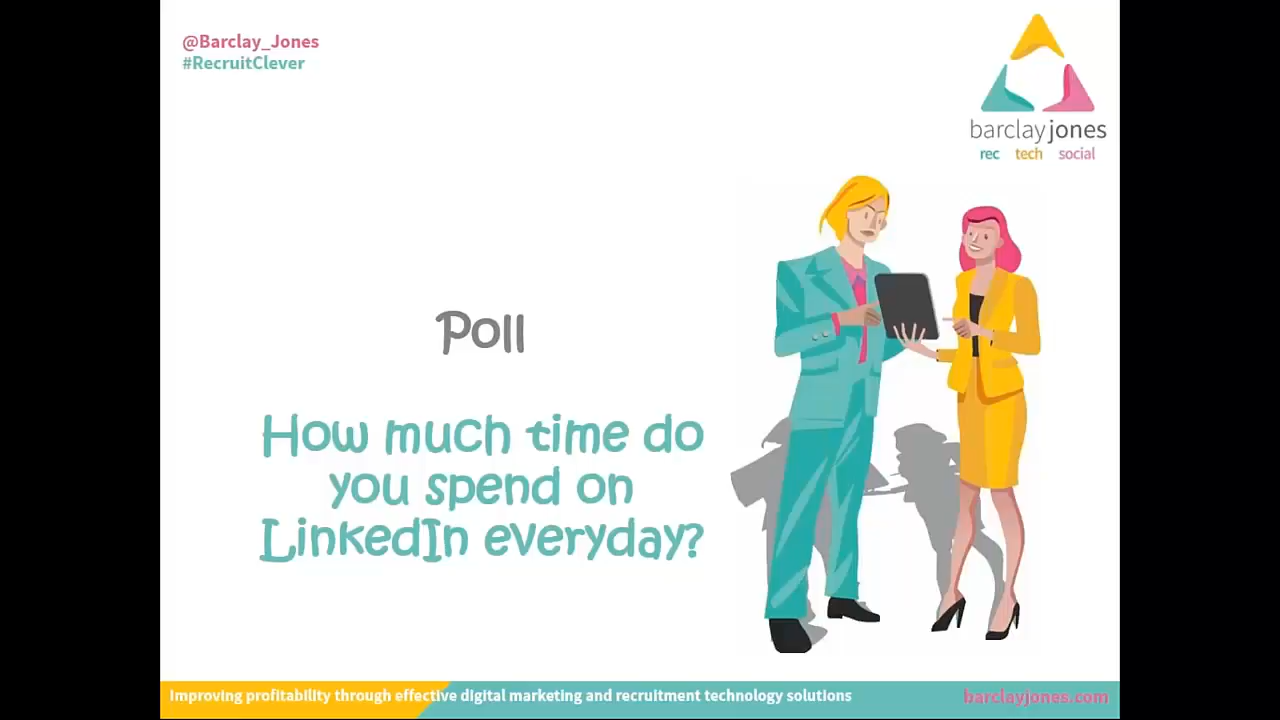 @Barclay_Jones
#RecruitClever
barclayjones
rec tech social
Poll
How much time do
you spend on
LinkedIn everyday?
Improving profitability through effective digital marketing and recruitment technology solutions
barclayjones.com